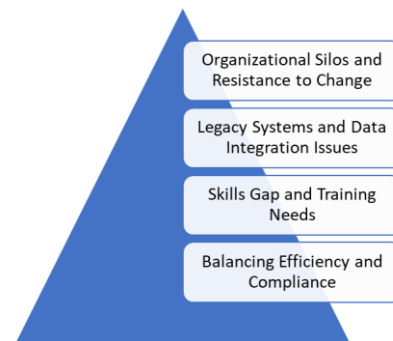 Organizational Silos and
Resistance to Change
Legacy Systems and Data
Integration Issues
Skills Gap and Training
Needs
Balancing Efficiency and
Compliance